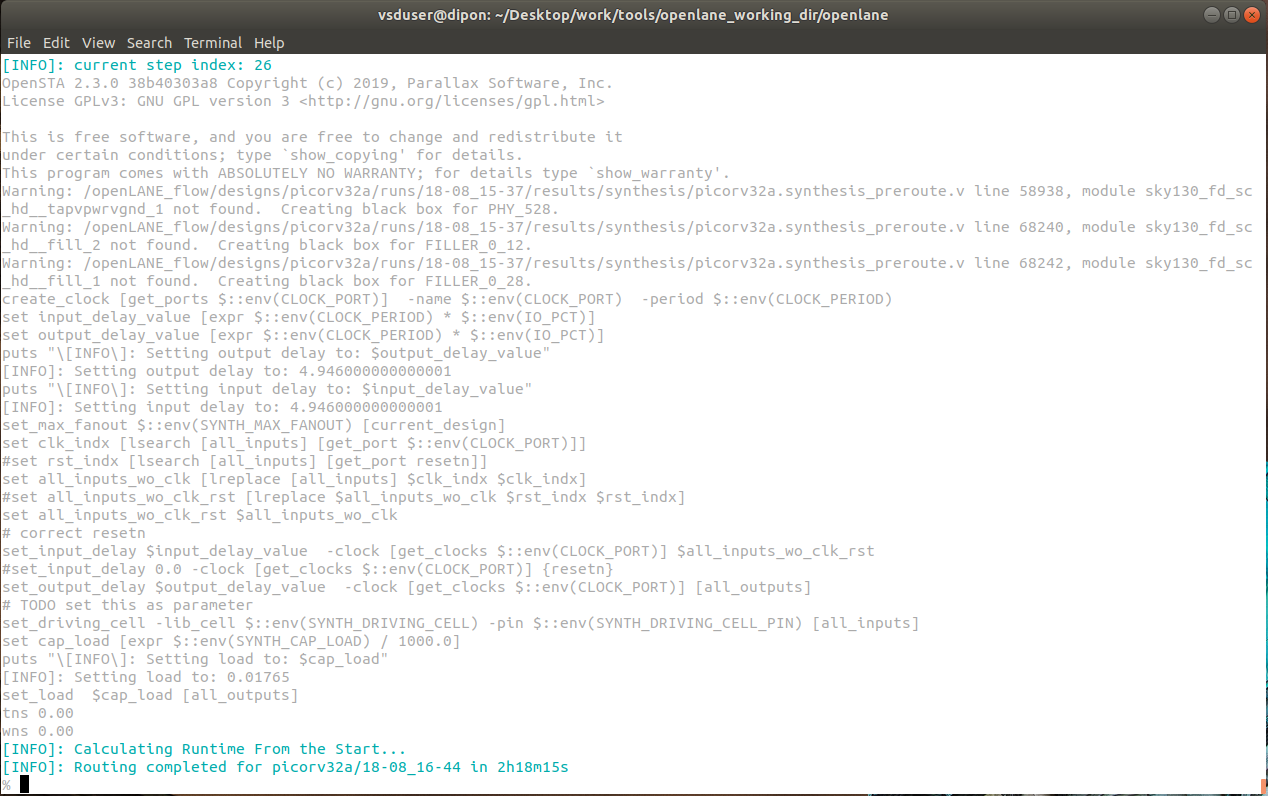 vsduser@dipon: ~/Desktop/work/tools/openlane_working_dir/openlane
File Edit View Search Terminal Help
[INFO]: current step index: 26
OpenSTA 2.3.0 38b40303a8 Copyright (c) 2019, Parallax Software, Inc.
License GPLv3: GNU GPL version 3 <http://gnu.org/licenses/gpl.html>

This is free software, and you are free to change and redistribute it
under certain conditions; type `show_copying' for details.
This program comes with ABSOLUTELY NO WARRANTY; for details type `show_warranty'.
Warning: /openLANE_flow/designs/picorv32a/runs/18-08_15-37/results/synthesis/picorv32a.synthesis_preroute.v line 58938, module sky130_fd_sc
_hd__tapvpwrvgnd_1 not found.  Creating black box for PHY_528.
Warning: /openLANE_flow/designs/picorv32a/runs/18-08_15-37/results/synthesis/picorv32a.synthesis_preroute.v line 68240, module sky130_fd_sc
_hd__fill_2 not found.  Creating black box for FILLER_0_12.
Warning: /openLANE_flow/designs/picorv32a/runs/18-08_15-37/results/synthesis/picorv32a.synthesis_preroute.v line 68242, module sky130_fd_sc
_hd__fill_1 not found.  Creating black box for FILLER_0_28.
create_clock [get_ports $::env(CLOCK_PORT)]  -name $::env(CLOCK_PORT)  -period $::env(CLOCK_PERIOD)
set input_delay_value [expr $::env(CLOCK_PERIOD) * $::env(IO_PCT)]
set output_delay_value [expr $::env(CLOCK_PERIOD) * $::env(IO_PCT)]
puts "\[INFO\]: Setting output delay to: $output_delay_value"
[INFO]: Setting output delay to: 4.946000000000001
puts "\[INFO\]: Setting input delay to: $input_delay_value"
[INFO]: Setting input delay to: 4.946000000000001
set_max_fanout $::env(SYNTH_MAX_FANOUT) [current_design]
set clk_indx [lsearch [all_inputs] [get_port $::env(CLOCK_PORT)]]
#set rst_indx [lsearch [all_inputs] [get_port resetn]]
set all_inputs_wo_clk [lreplace [all_inputs] $clk_indx $clk_indx]
#set all_inputs_wo_clk_rst [lreplace $all_inputs_wo_clk $rst_indx $rst_indx]
set all_inputs_wo_clk_rst $all_inputs_wo_clk
# correct resetn
set_input_delay $input_delay_value  -clock [get_clocks $::env(CLOCK_PORT)] $all_inputs_wo_clk_rst
#set_input_delay 0.0 -clock [get_clocks $::env(CLOCK_PORT)] {resetn}
set_output_delay $output_delay_value  -clock [get_clocks $::env(CLOCK_PORT)] [all_outputs]
# TODO set this as parameter
set_driving_cell -lib_cell $::env(SYNTH_DRIVING_CELL) -pin $::env(SYNTH_DRIVING_CELL_PIN) [all_inputs]
set cap_load [expr $::env(SYNTH_CAP_LOAD) / 1000.0]
puts "\[INFO\]: Setting load to: $cap_load"
[INFO]: Setting load to: 0.01765
set_load  $cap_load [all_outputs]
tns 0.00
wns 0.00
[INFO]: Calculating Runtime From the Start...
[INFO]: Routing completed for picorv32a/18-08_16-44 in 2h18m15s
%